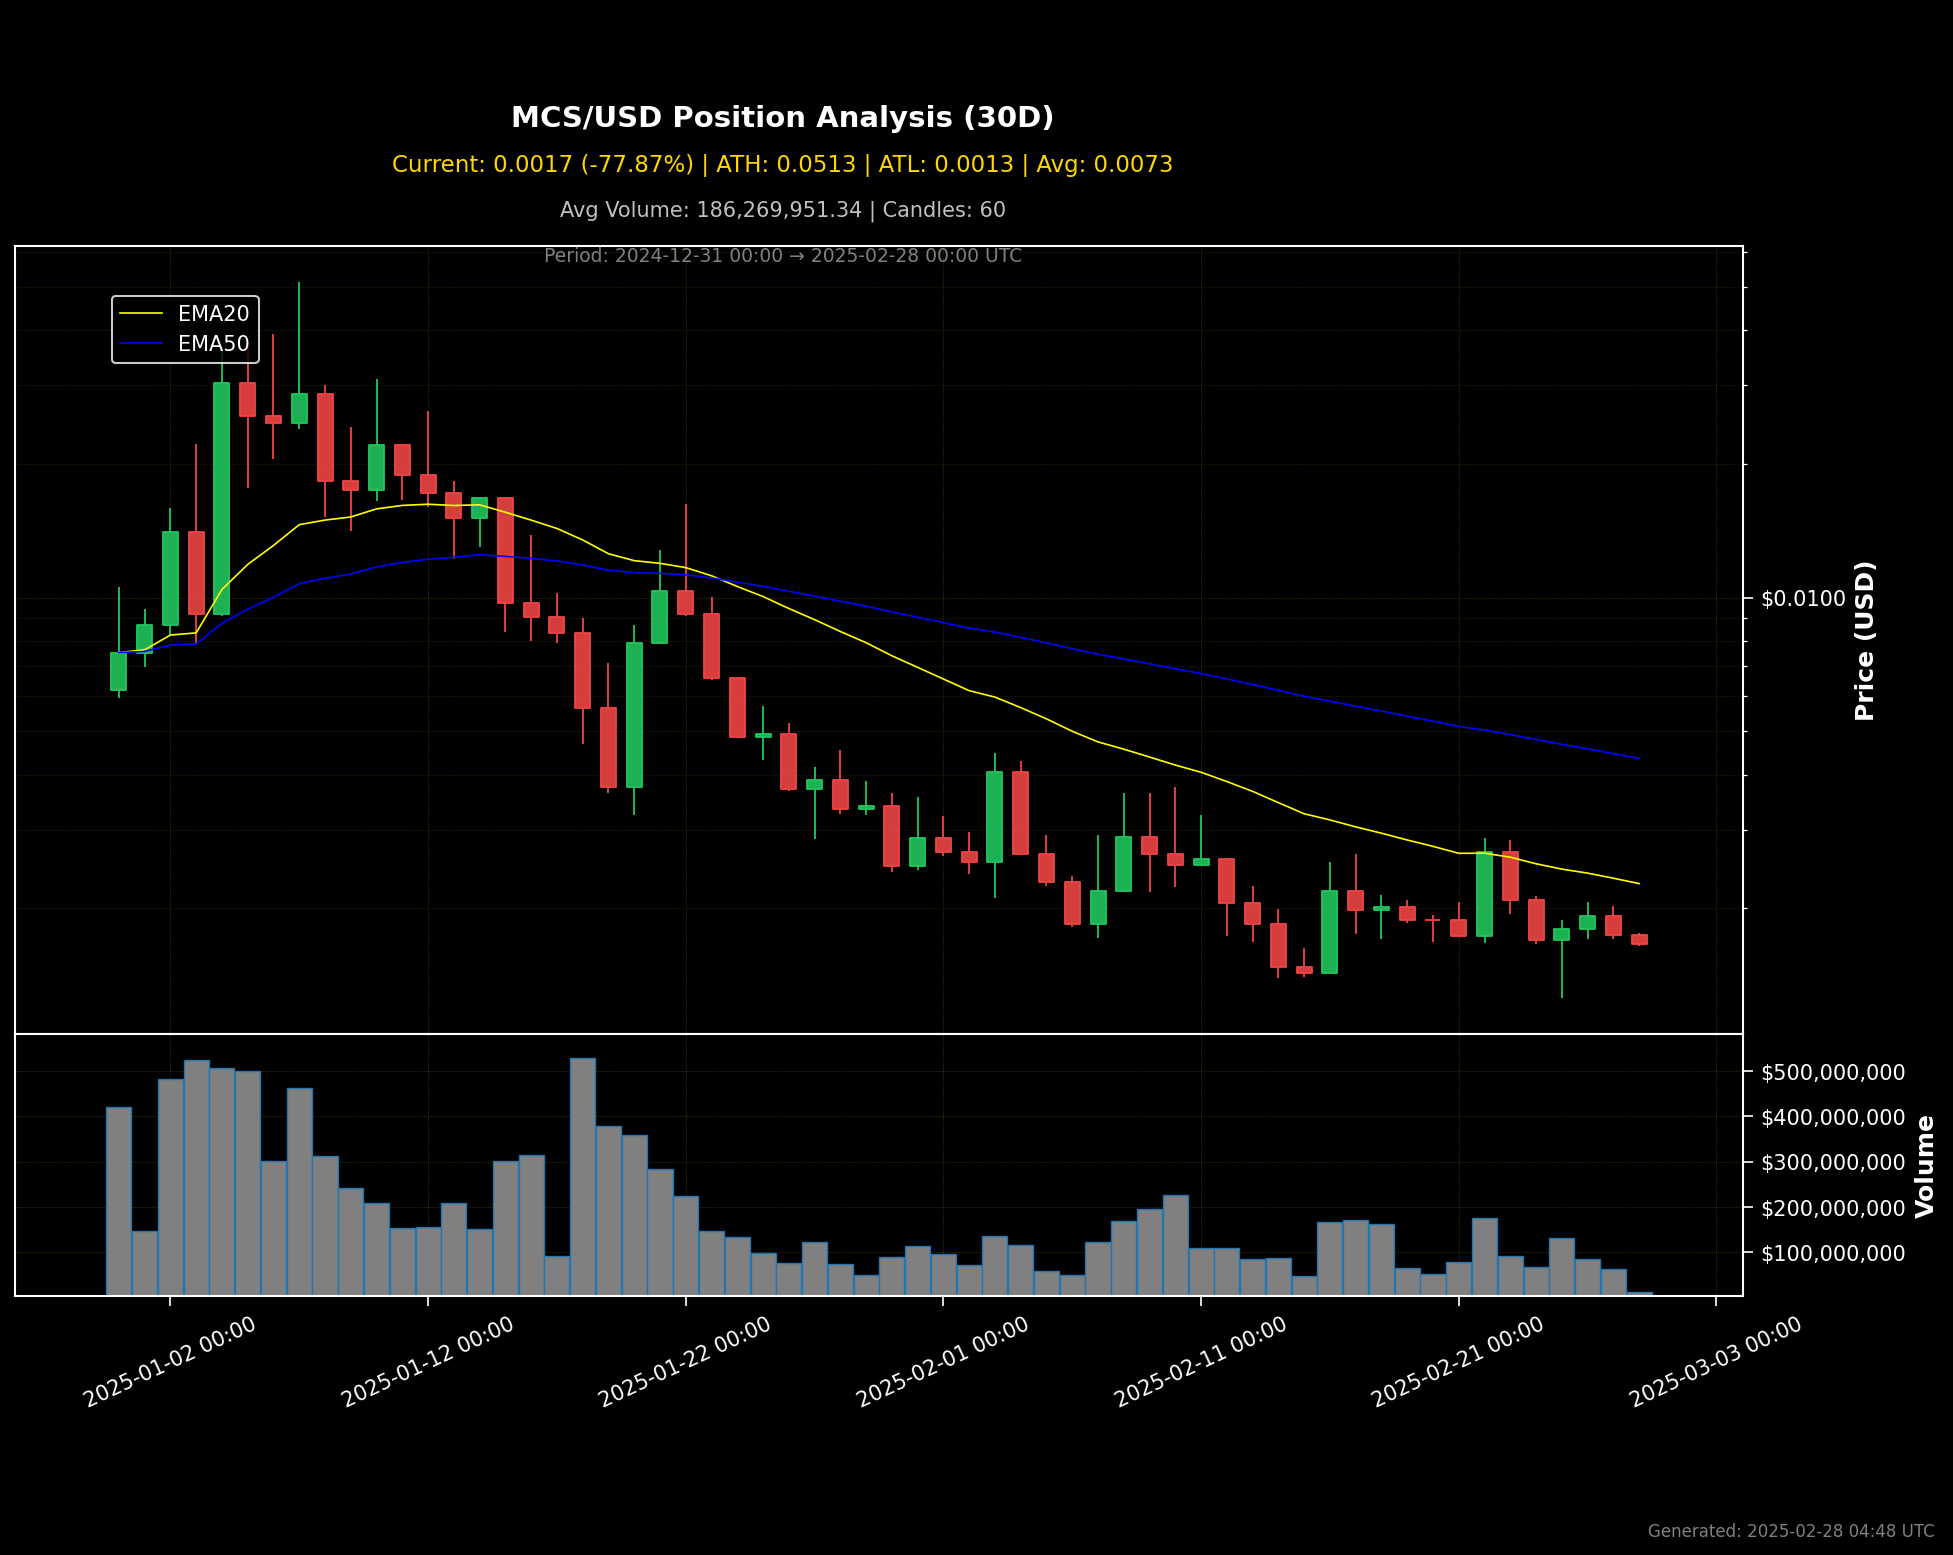 MCS/USD Position Analysis (30D)
Current: 0.0017 (-77.87%) | ATH: 0.0513 | ATL: 0.0013 | Avg: 0.0073
Avg Volume: 186,269,951.34 | Candles: 60
Period: 2024-12-31 00:00 → 2025-02-28 00:00 UTC
EMA20
EMA50
$0.0100
Price (USD)
$500,000,000
$400,000,000
$300,000,000
$200,000,000
$100,000,000
Volume
2025-01-02 00:00
2025-01-12 00:00
2025-01-22 00:00
2025-02-01 00:00
2025-02-11 00:00
2025-02-21 00:00
2025-03-03 00:00
Generated: 2025-02-28 04:48 UTC